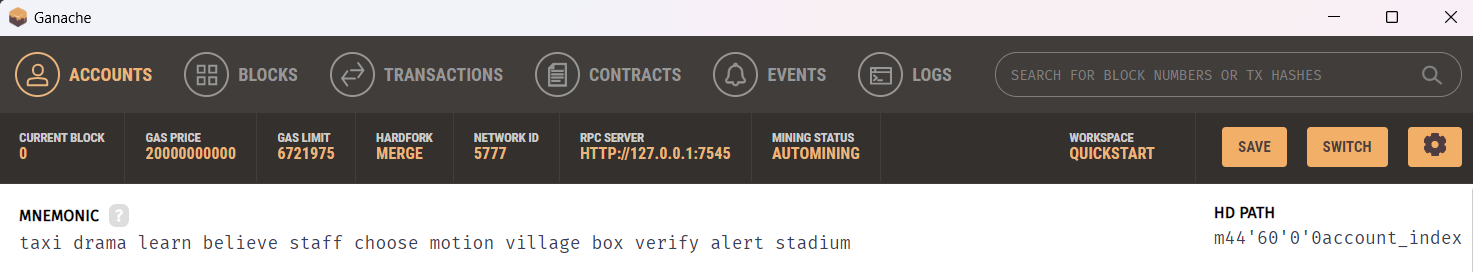 Ganache
ACCOUNTS BLOCKS TRANSACTIONS CONTRACTS EVENTS LOGS SEARCH FOR BLOCK NUMBERS OR TX HASHES
CURRENT BLOCK GAS PRICE GAS LIMIT HARDFORK NETWORK ID RPC SERVER MINING STATUS WORKSPACE
0 20000000000 6721975 MERGE 5777 HTTP://127.0.0.1:7545 AUTOMINING QUICKSTART SAVE SWITCH
MNEMONIC ? HD PATH
taxi drama learn believe staff choose motion village box verify alert stadium m44'60'0'0account_index